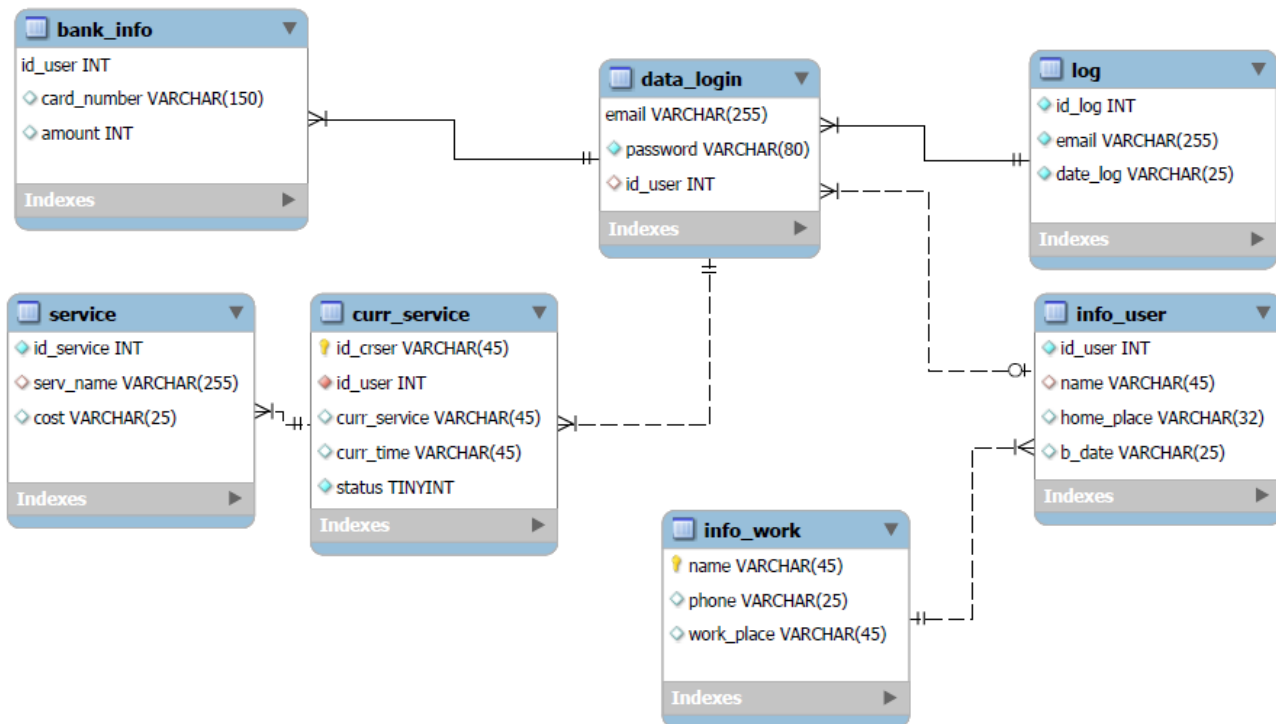 bank_info
id_user INT
card_number VARCHAR(150)
amount INT
Indexes
data_login
email VARCHAR(255)
password VARCHAR(80)
id_user INT
Indexes
log
id_log INT
email VARCHAR(255)
date_log VARCHAR(25)
Indexes
service
id_service INT
serv_name VARCHAR(255)
cost VARCHAR(25)
Indexes
curr_service
id_crser VARCHAR(45)
id_user INT
curr_service VARCHAR(45)
curr_time VARCHAR(45)
status TINYINT
Indexes
info_user
id_user INT
name VARCHAR(45)
home_place VARCHAR(32)
b_date VARCHAR(25)
Indexes
info_work
name VARCHAR(45)
phone VARCHAR(25)
work_place VARCHAR(45)
Indexes